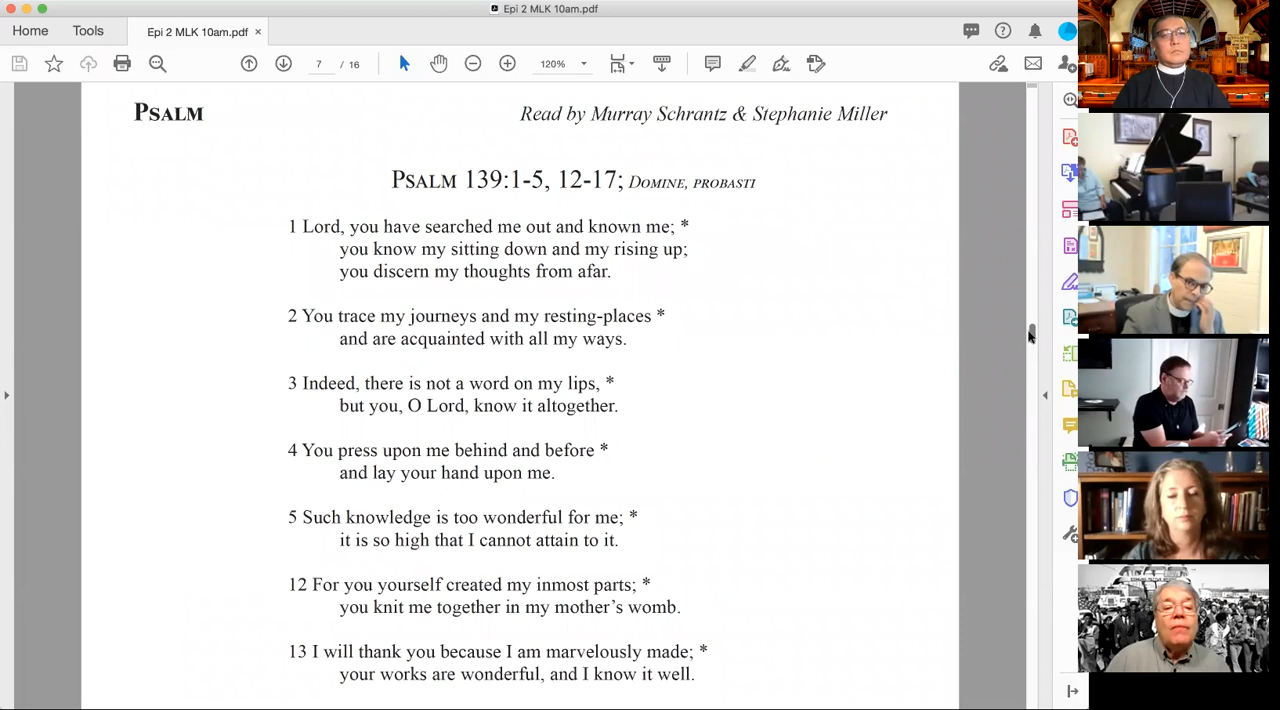 Epi 2 MLK 10am.pdf
Home
Tools
Epi 2 MLK 10am.pdf ×
7 / 16
120%
PSALM
Read by Murray Schrantz & Stephanie Miller
PSALM 139:1-5, 12-17; DOMINE, PROBASTI
1 Lord, you have searched me out and known me; *
you know my sitting down and my rising up;
you discern my thoughts from afar.
2 You trace my journeys and my resting-places *
and are acquainted with all my ways.
3 Indeed, there is not a word on my lips, *
but you, O Lord, know it altogether.
4 You press upon me behind and before *
and lay your hand upon me.
5 Such knowledge is too wonderful for me; *
it is so high that I cannot attain to it.
12 For you yourself created my inmost parts; *
you knit me together in my mother’s womb.
13 I will thank you because I am marvelously made; *
your works are wonderful, and I know it well.